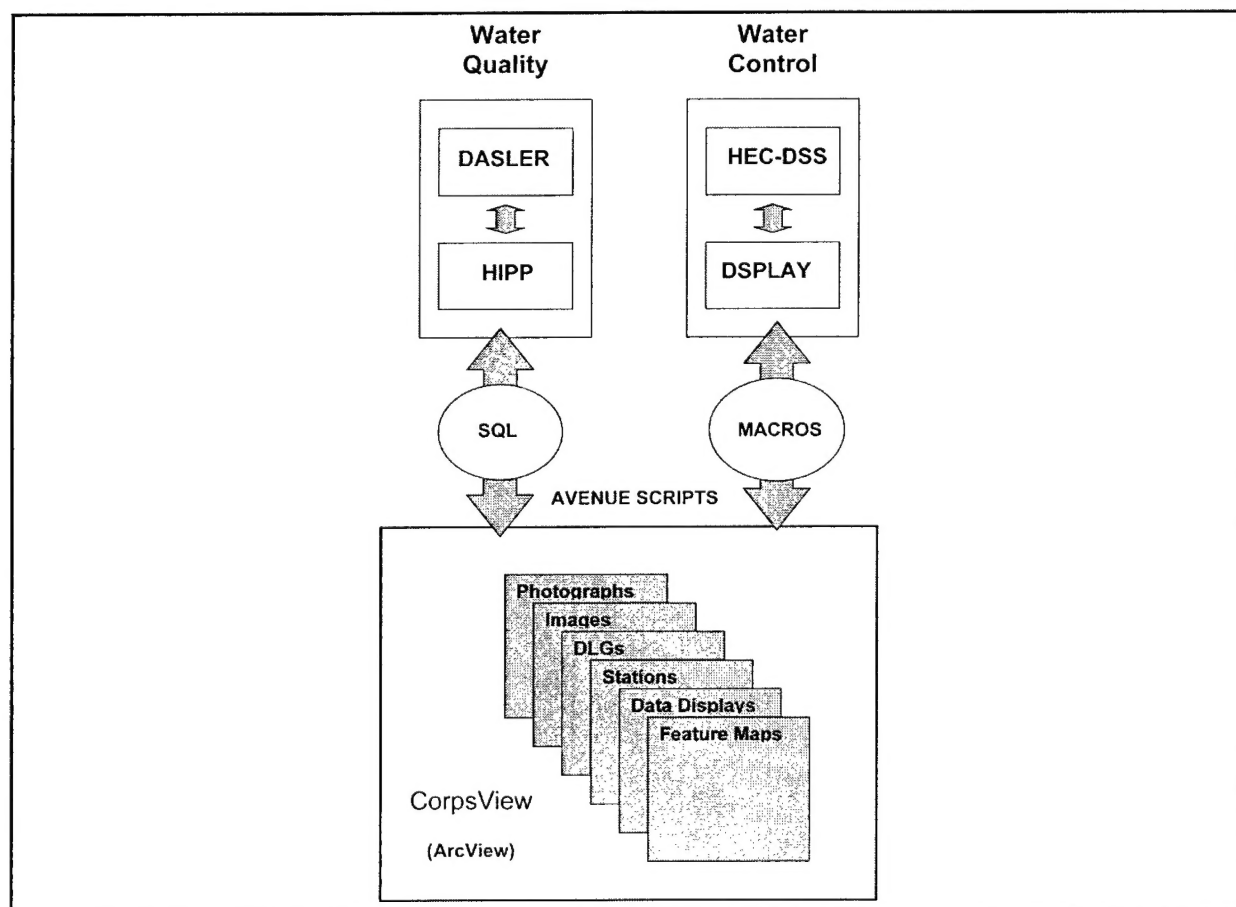 Water
Quality
Water
Control
DASLER
HEC-DSS
HIPP
DSPLAY
SQL
MACROS
AVENUE SCRIPTS
Photographs
Images
DLGs
Stations
Data Displays
Feature Maps
CorpsView
(ArcView)